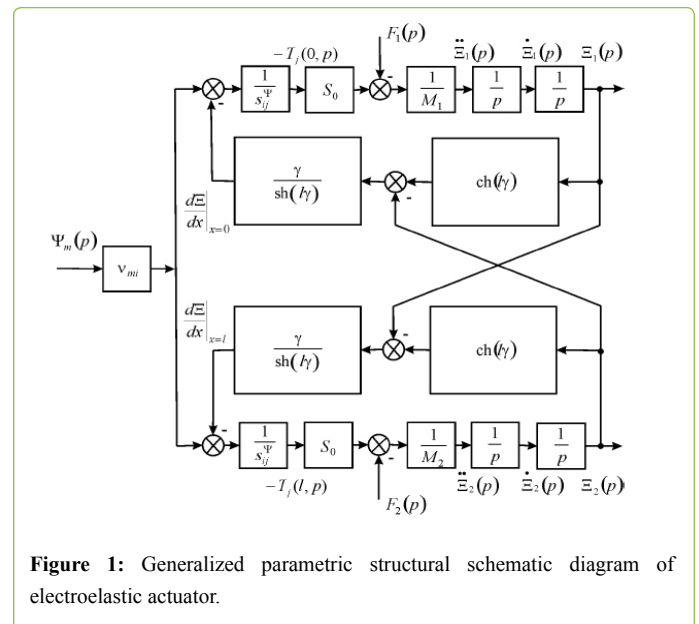 F₁(p)
−T_j(0, p)
Ξ̈₁(p) Ξ̇₁(p) Ξ₁(p)
-
1/s_ij^Ψ
S₀
-
1/M₁
1/p
1/p
γ/sh(lγ)
-
ch(lγ)
dΞ/dx|x=0
Ψ_m(p)
ν_mi
dΞ/dx|x=l
γ/sh(lγ)
-
ch(lγ)
-
1/s_ij^Ψ
S₀
-
1/M₂
1/p
1/p
−T_j(l, p)
Ξ̈₂(p) Ξ̇₂(p) Ξ₂(p)
F₂(p)
Figure 1: Generalized parametric structural schematic diagram of
electroelastic actuator.